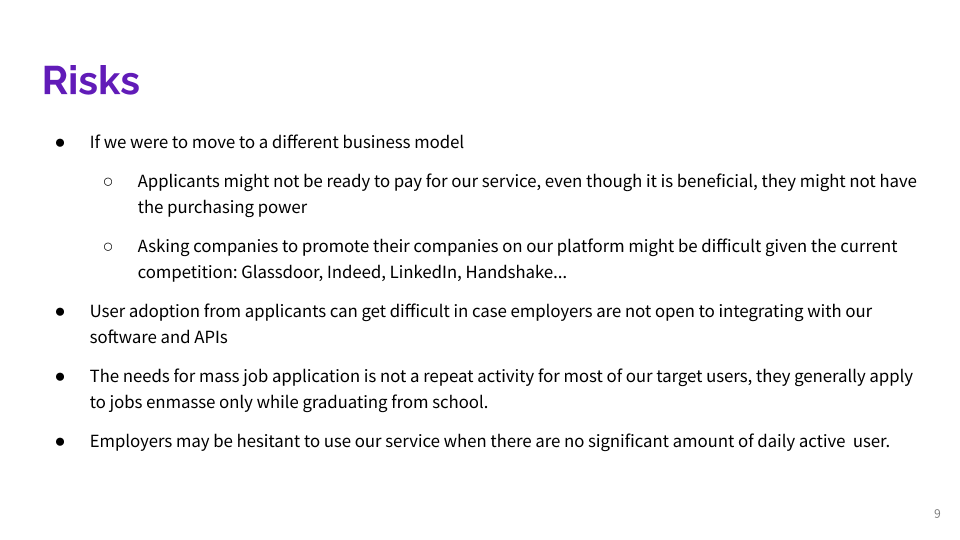 Risks
● If we were to move to a different business model
○ Applicants might not be ready to pay for our service, even though it is beneficial, they might not have
the purchasing power
○ Asking companies to promote their companies on our platform might be difficult given the current
competition: Glassdoor, Indeed, LinkedIn, Handshake...
● User adoption from applicants can get difficult in case employers are not open to integrating with our
software and APIs
● The needs for mass job application is not a repeat activity for most of our target users, they generally apply
to jobs enmasse only while graduating from school.
● Employers may be hesitant to use our service when there are no significant amount of daily active  user.
9